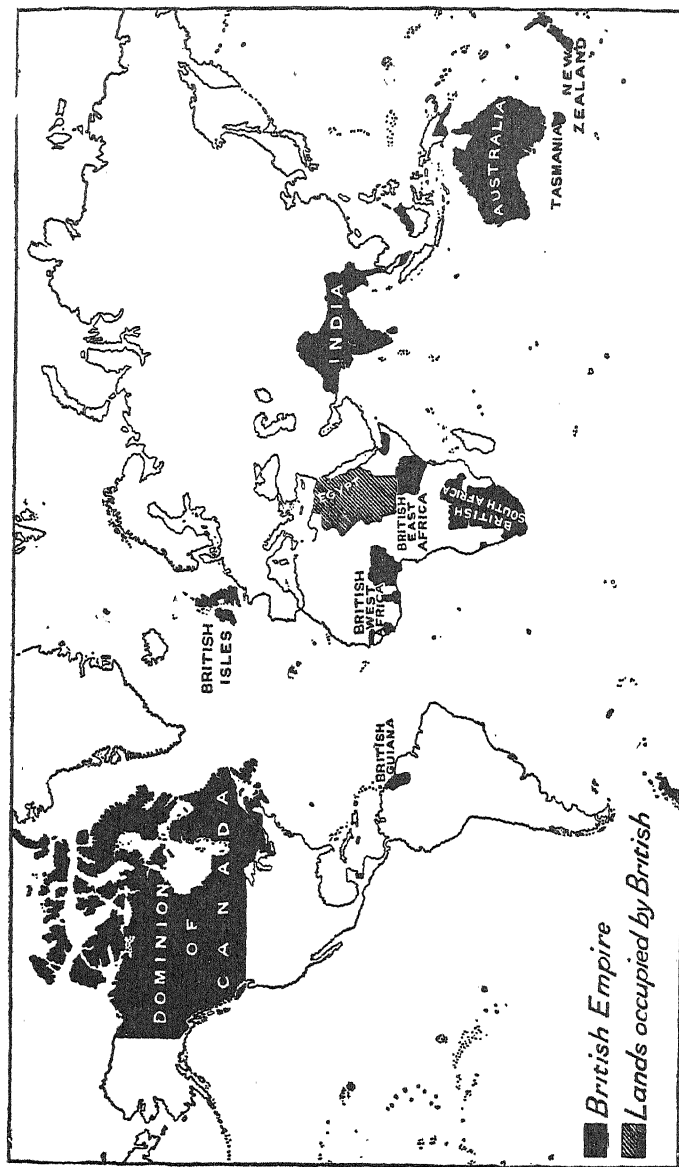 DOMINION
OF
CANADA
BRITISH
ISLES
BRITISH
GUIANA
BRITISH
WEST
AFRICA
EGYPT
BRITISH
EAST
AFRICA
BRITISH
SOUTH AFRICA
INDIA
AUSTRALIA
TASMANIA
NEW
ZEALAND
British Empire
Lands occupied by British